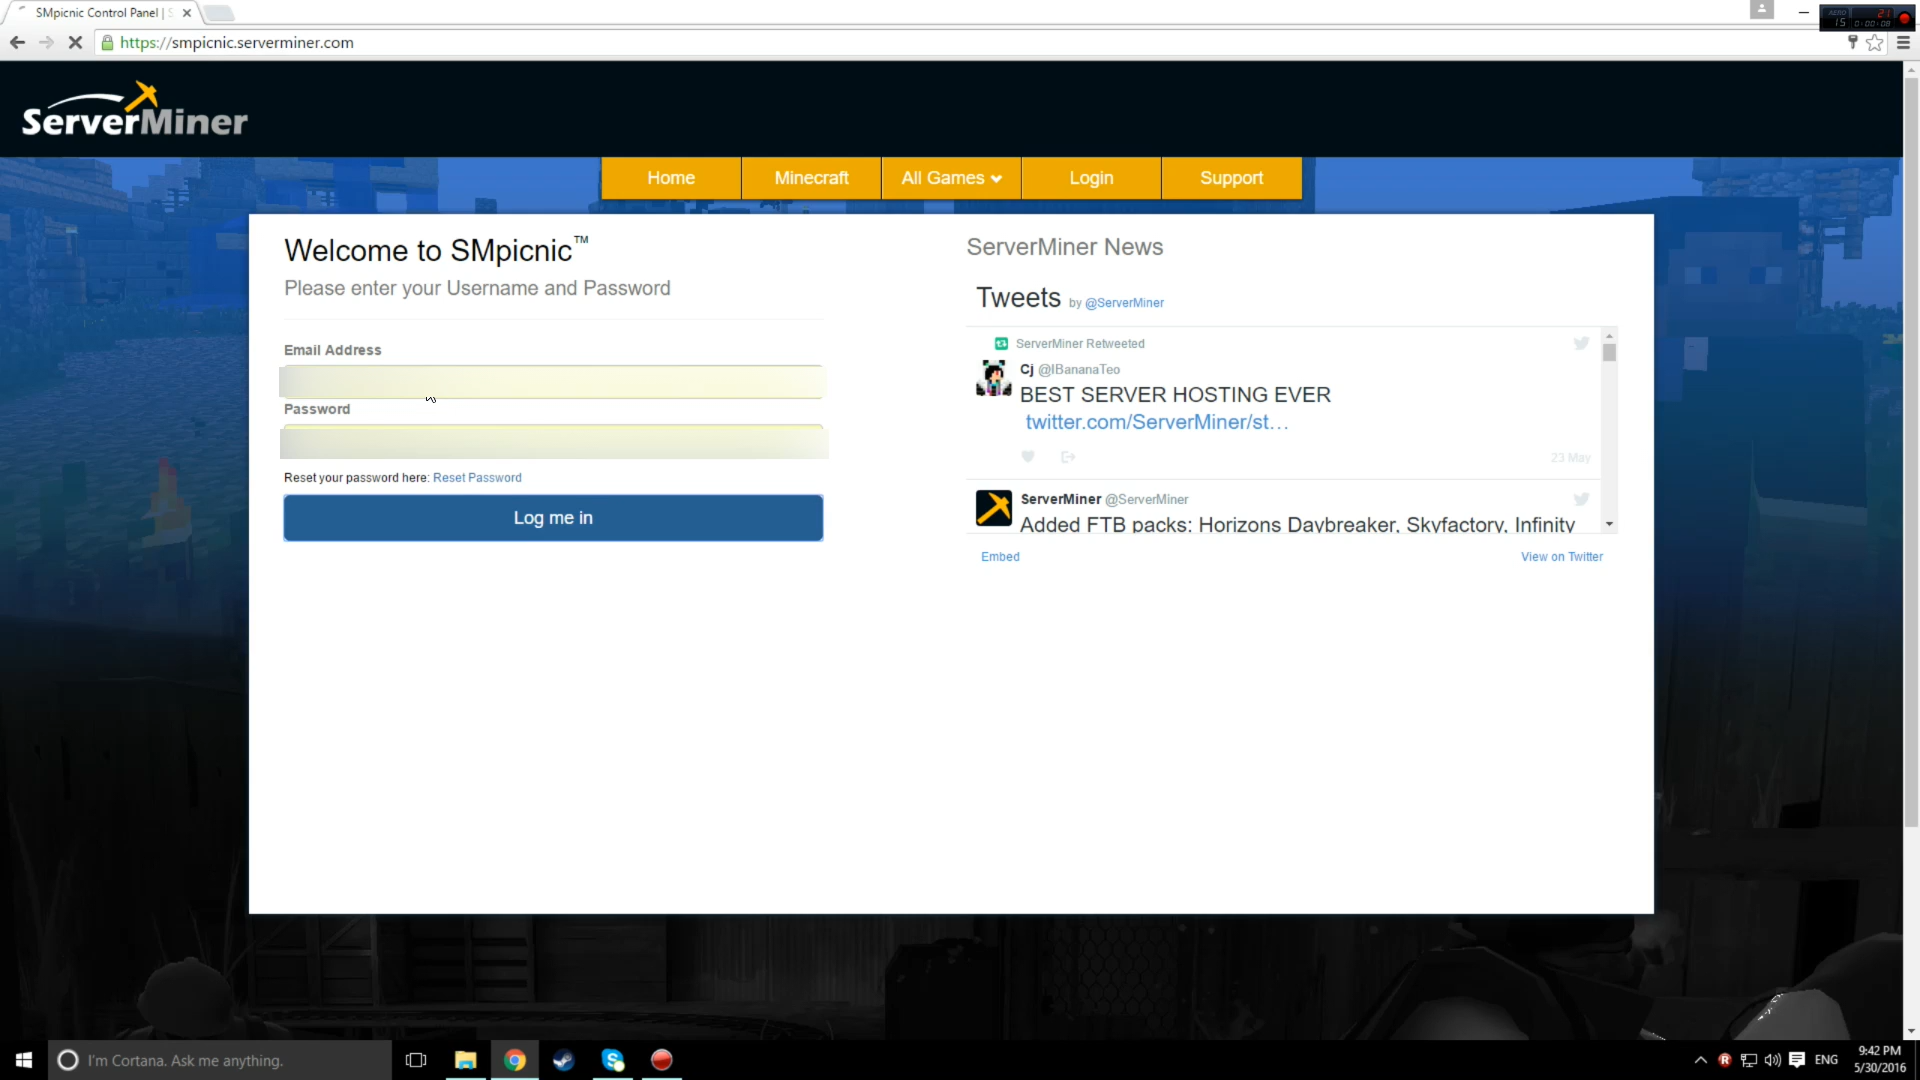 SMpicnic Control Panel | S
https://smpicnic.serverminer.com
ServerMiner
Home
Minecraft
All Games
Login
Support
Welcome to SMpicnic™
Please enter your Username and Password
Email Address
Password
Reset your password here: Reset Password
Log me in
ServerMiner News
Tweets by @ServerMiner
ServerMiner Retweeted
Cj @IBananaTeo
BEST SERVER HOSTING EVER
twitter.com/ServerMiner/st…
23 May
ServerMiner @ServerMiner
Added FTB packs: Horizons Daybreaker, Skyfactory, Infinity
Embed
View on Twitter
I'm Cortana. Ask me anything.
ENG
9:42 PM
5/30/2016